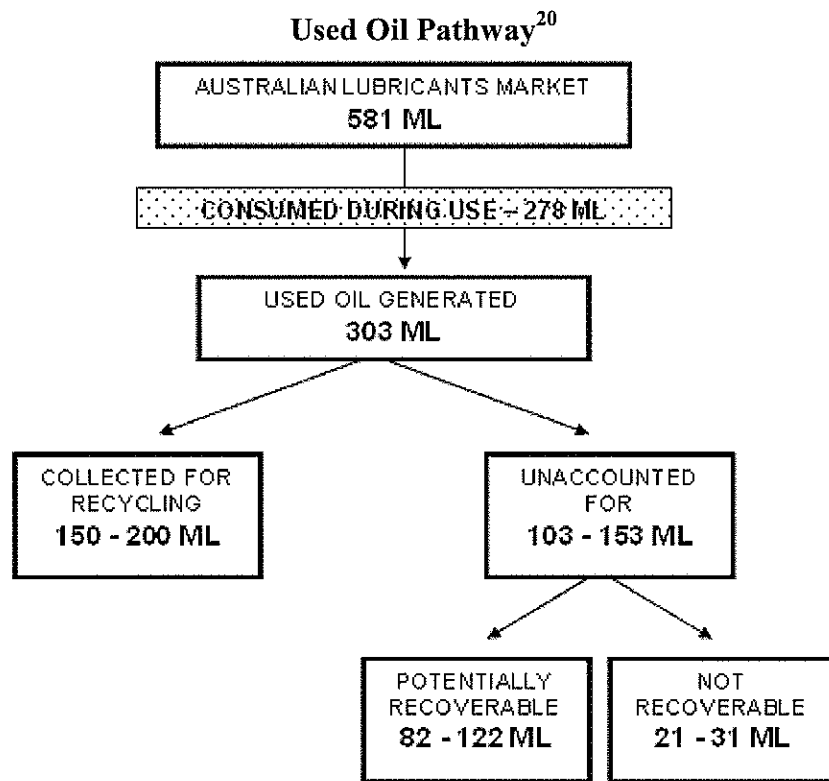 Used Oil Pathway20
AUSTRALIAN LUBRICANTS MARKET
581 ML
CONSUMED DURING USE – 278 ML
USED OIL GENERATED
303 ML
COLLECTED FOR
RECYCLING
150 - 200 ML
UNACCOUNTED
FOR
103 - 153 ML
POTENTIALLY
RECOVERABLE
82 - 122 ML
NOT
RECOVERABLE
21 - 31 ML